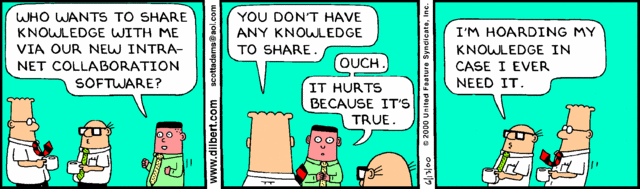 WHO WANTS TO SHARE
KNOWLEDGE WITH ME
VIA OUR NEW INTRA-
NET COLLABORATION
SOFTWARE?
www.dilbert.com
scottadams@aol.com
YOU DON'T HAVE
ANY KNOWLEDGE
TO SHARE.
OUCH.
IT HURTS
BECAUSE IT'S
TRUE.
6/7/00
© 2000 United Feature Syndicate, Inc.
I'M HOARDING MY
KNOWLEDGE IN
CASE I EVER
NEED IT.